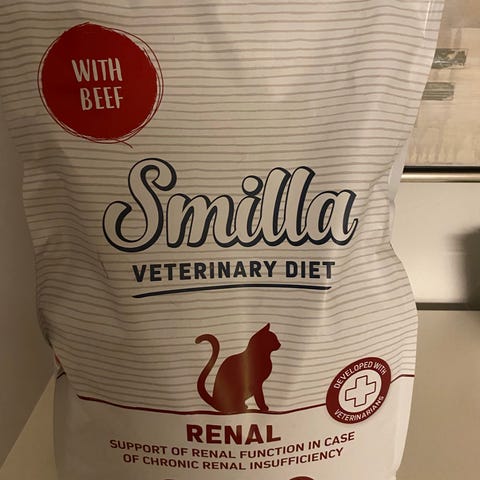 WITH
BEEF
Smilla
VETERINARY DIET
DEVELOPED WITH
VETERINARIANS
RENAL
SUPPORT OF RENAL FUNCTION IN CASE
OF CHRONIC RENAL INSUFFICIENCY